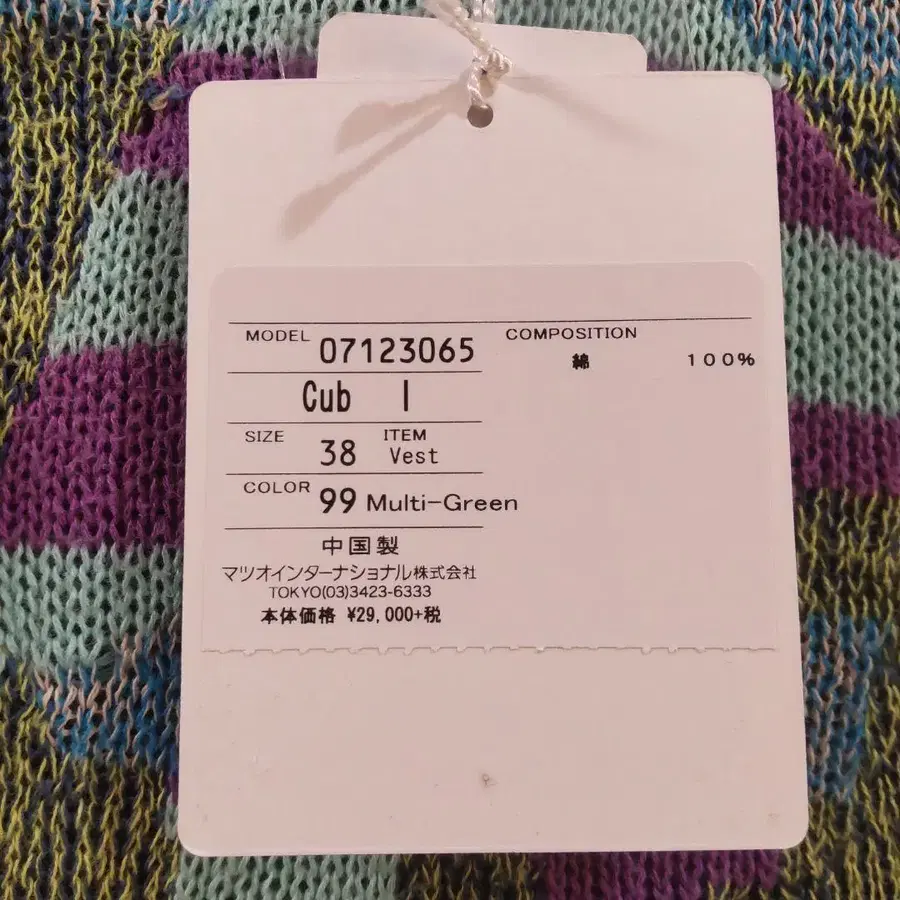 MODEL 07123065
Cub I
SIZE 38 ITEM Vest
COLOR 99 Multi-Green
中国製
マツオインターナショナル株式会社
TOKYO(03)3423-6333
本体価格 ¥29,000+税
COMPOSITION
綿 100%